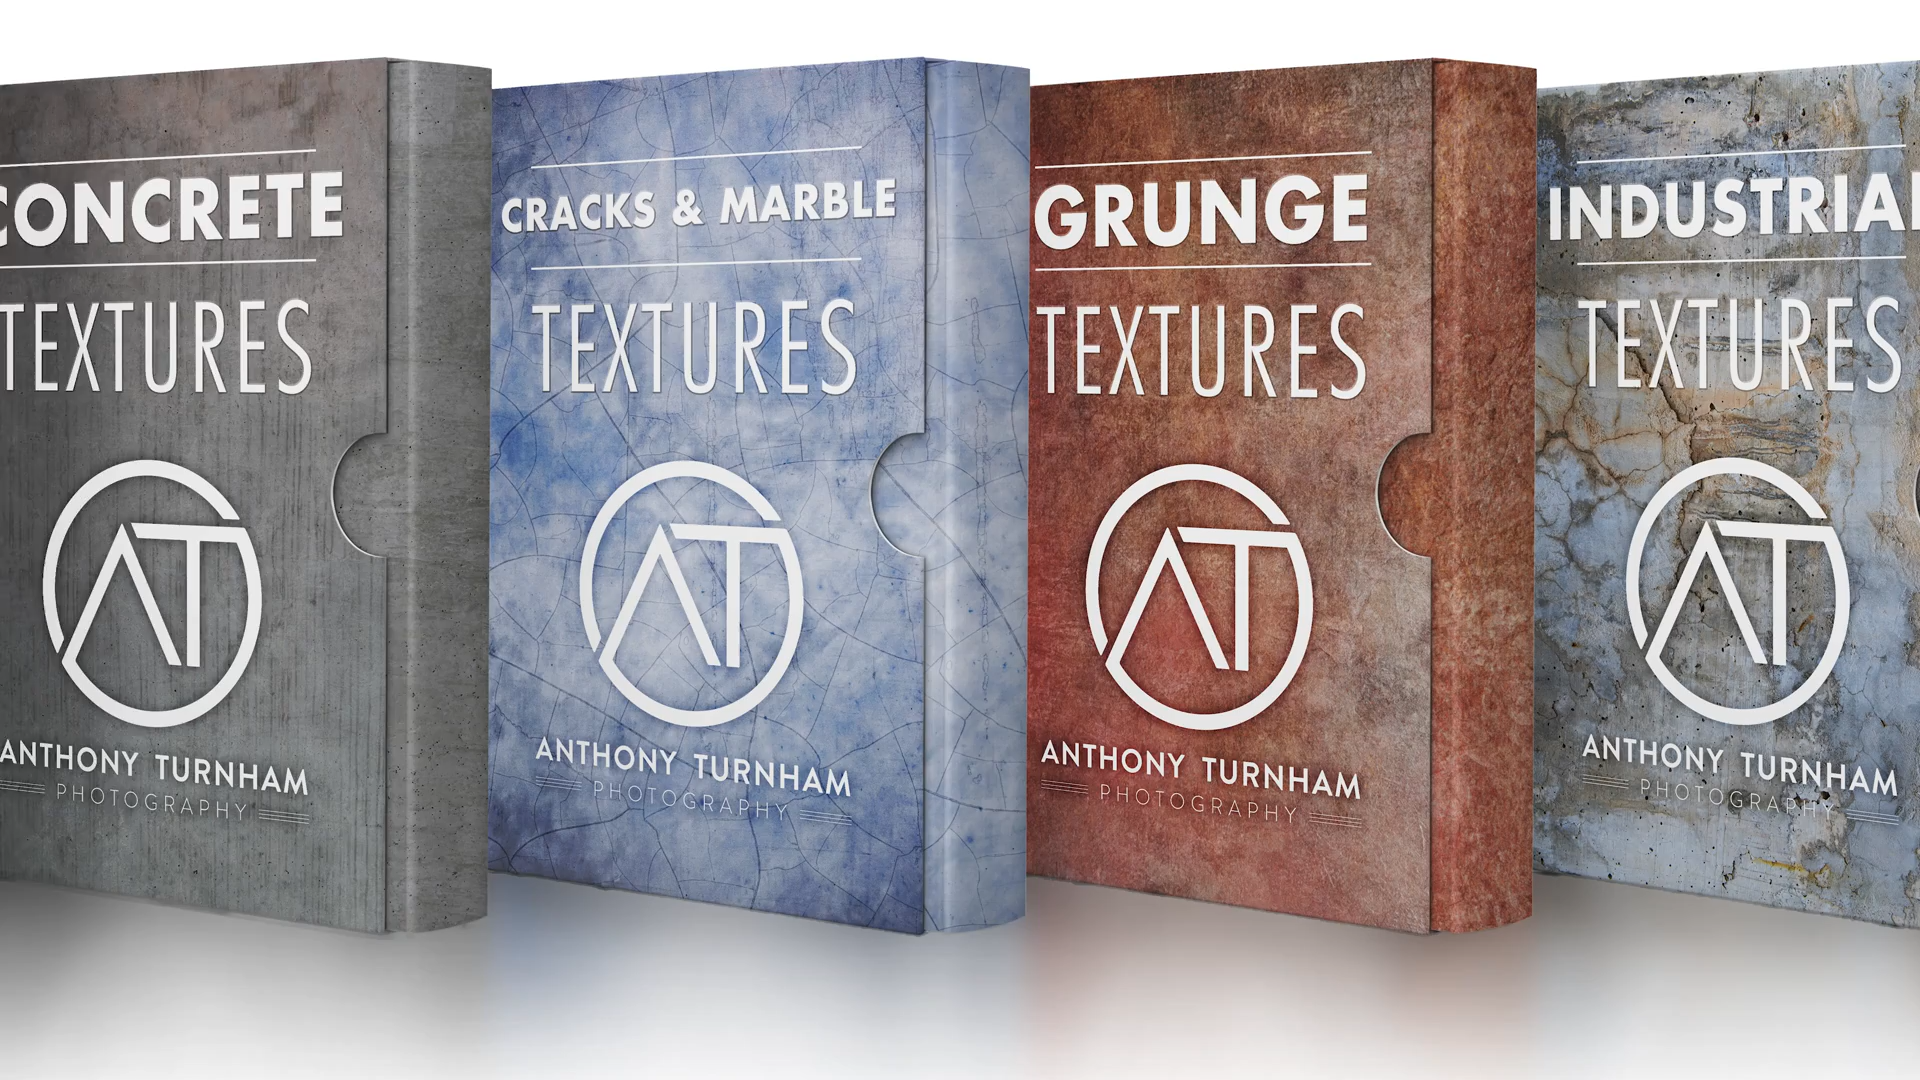 CONCRETE
TEXTURES
AT
ANTHONY TURNHAM
PHOTOGRAPHY
CRACKS & MARBLE
TEXTURES
AT
ANTHONY TURNHAM
PHOTOGRAPHY
GRUNGE
TEXTURES
AT
ANTHONY TURNHAM
PHOTOGRAPHY
INDUSTRIAL
TEXTURES
AT
ANTHONY TURNHAM
PHOTOGRAPHY